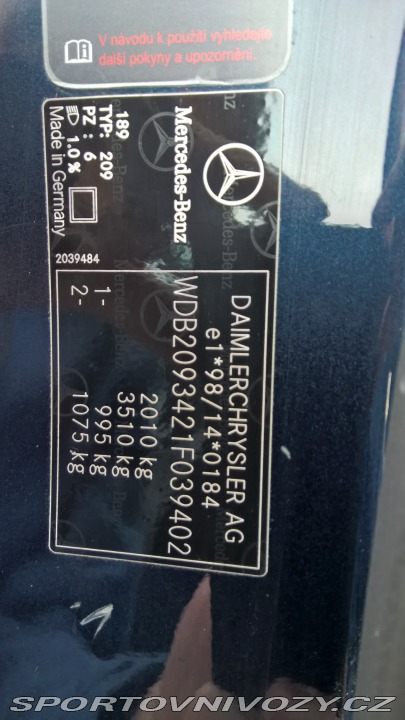 V návodu k použití vyhledejte
další pokyny a upozornění.
Mercedes-Benz
189
TYP: 209
PZ : 6
1.0%
Made in Germany
2039484
DAIMLERCHRYSLER AG
e1*98/14*0184
WDB2093421F039402
2010 kg
3510 kg
1- 995 kg
2- 1075 kg
SPORTOVNIVOZY.CZ